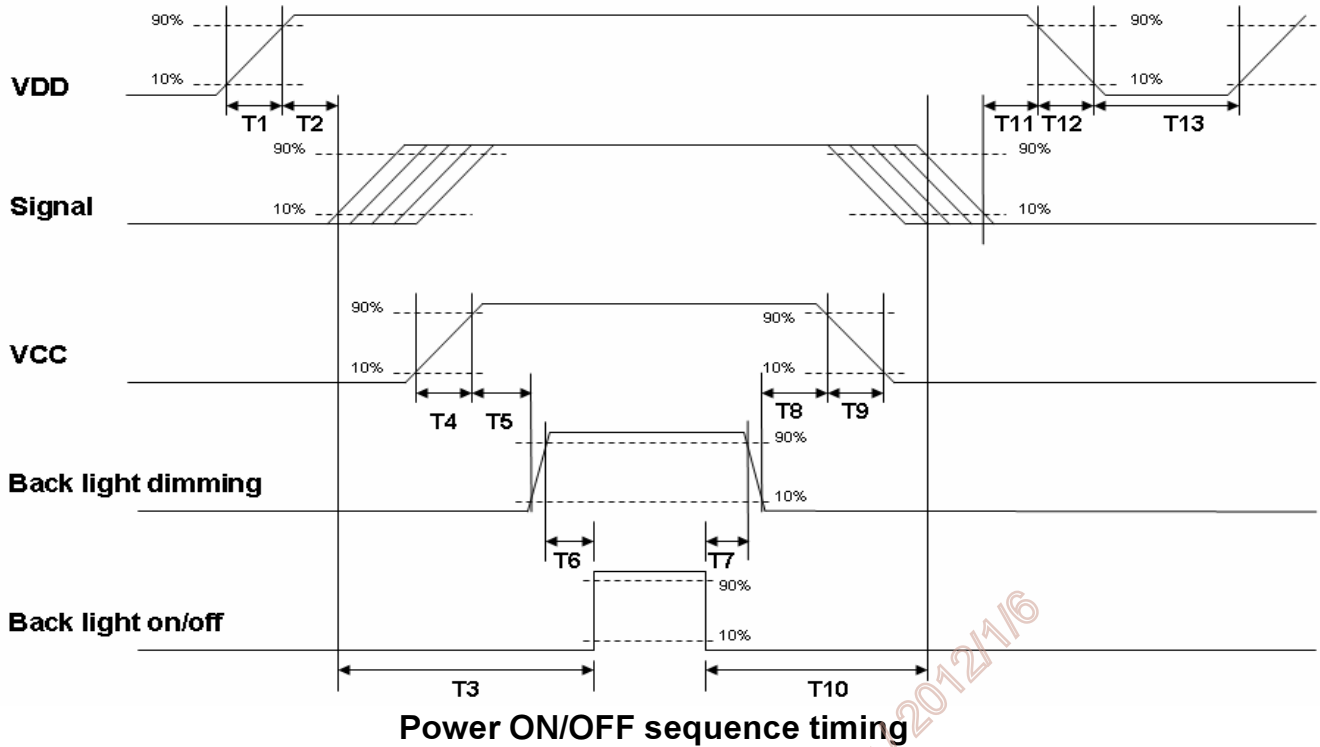 90%
90%
VDD
10%
10%
T1
T2
T11
T12
T13
90%
90%
Signal
10%
10%
90%
90%
VCC
10%
10%
T4
T5
T8
T9
90%
Back light dimming
10%
T6
T7
90%
Back light on/off
10%
T3
T10
2012/1/6
Power ON/OFF sequence timing